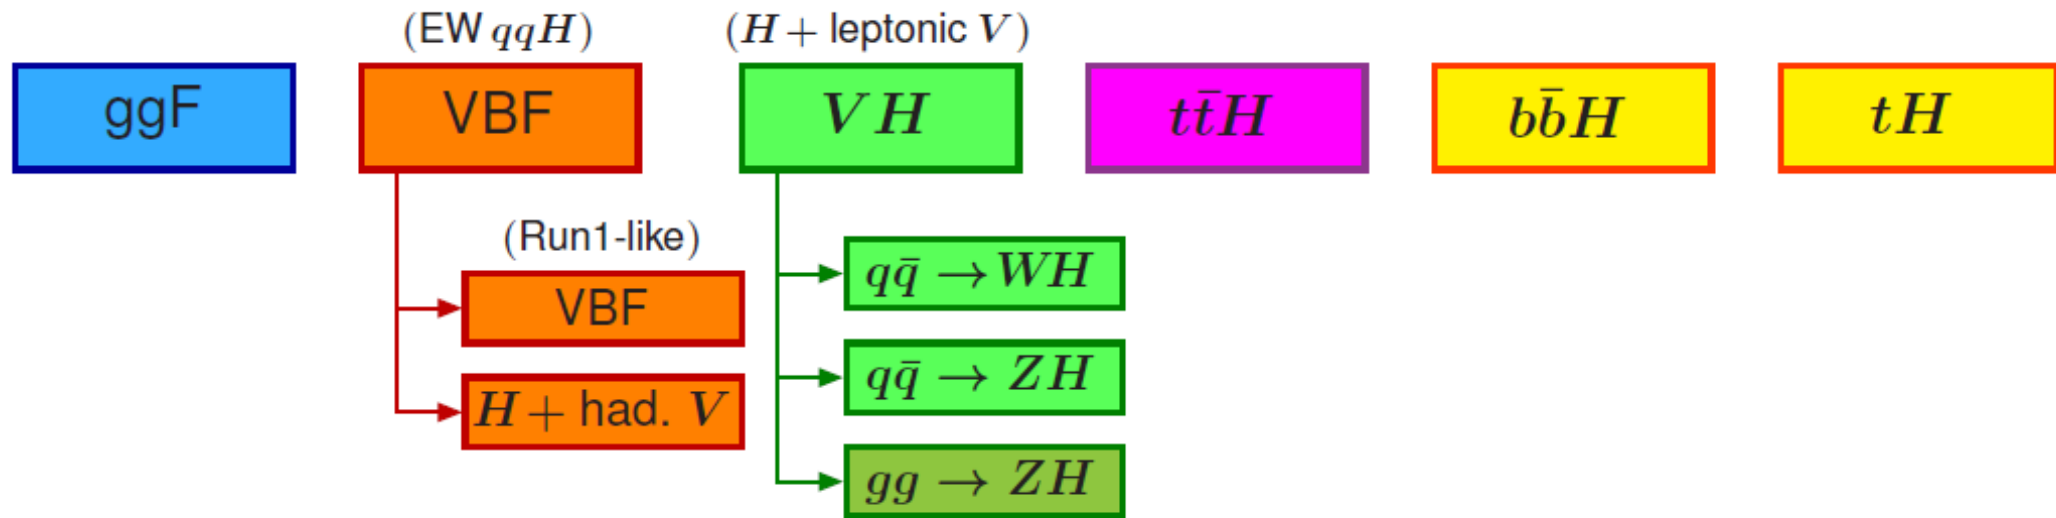 (EW qqH) (H + leptonic V)
ggF VBF VH tt̄H bb̄H tH
(Run1-like)
VBF
H + had. V
qq̄ → WH
qq̄ → ZH
gg → ZH